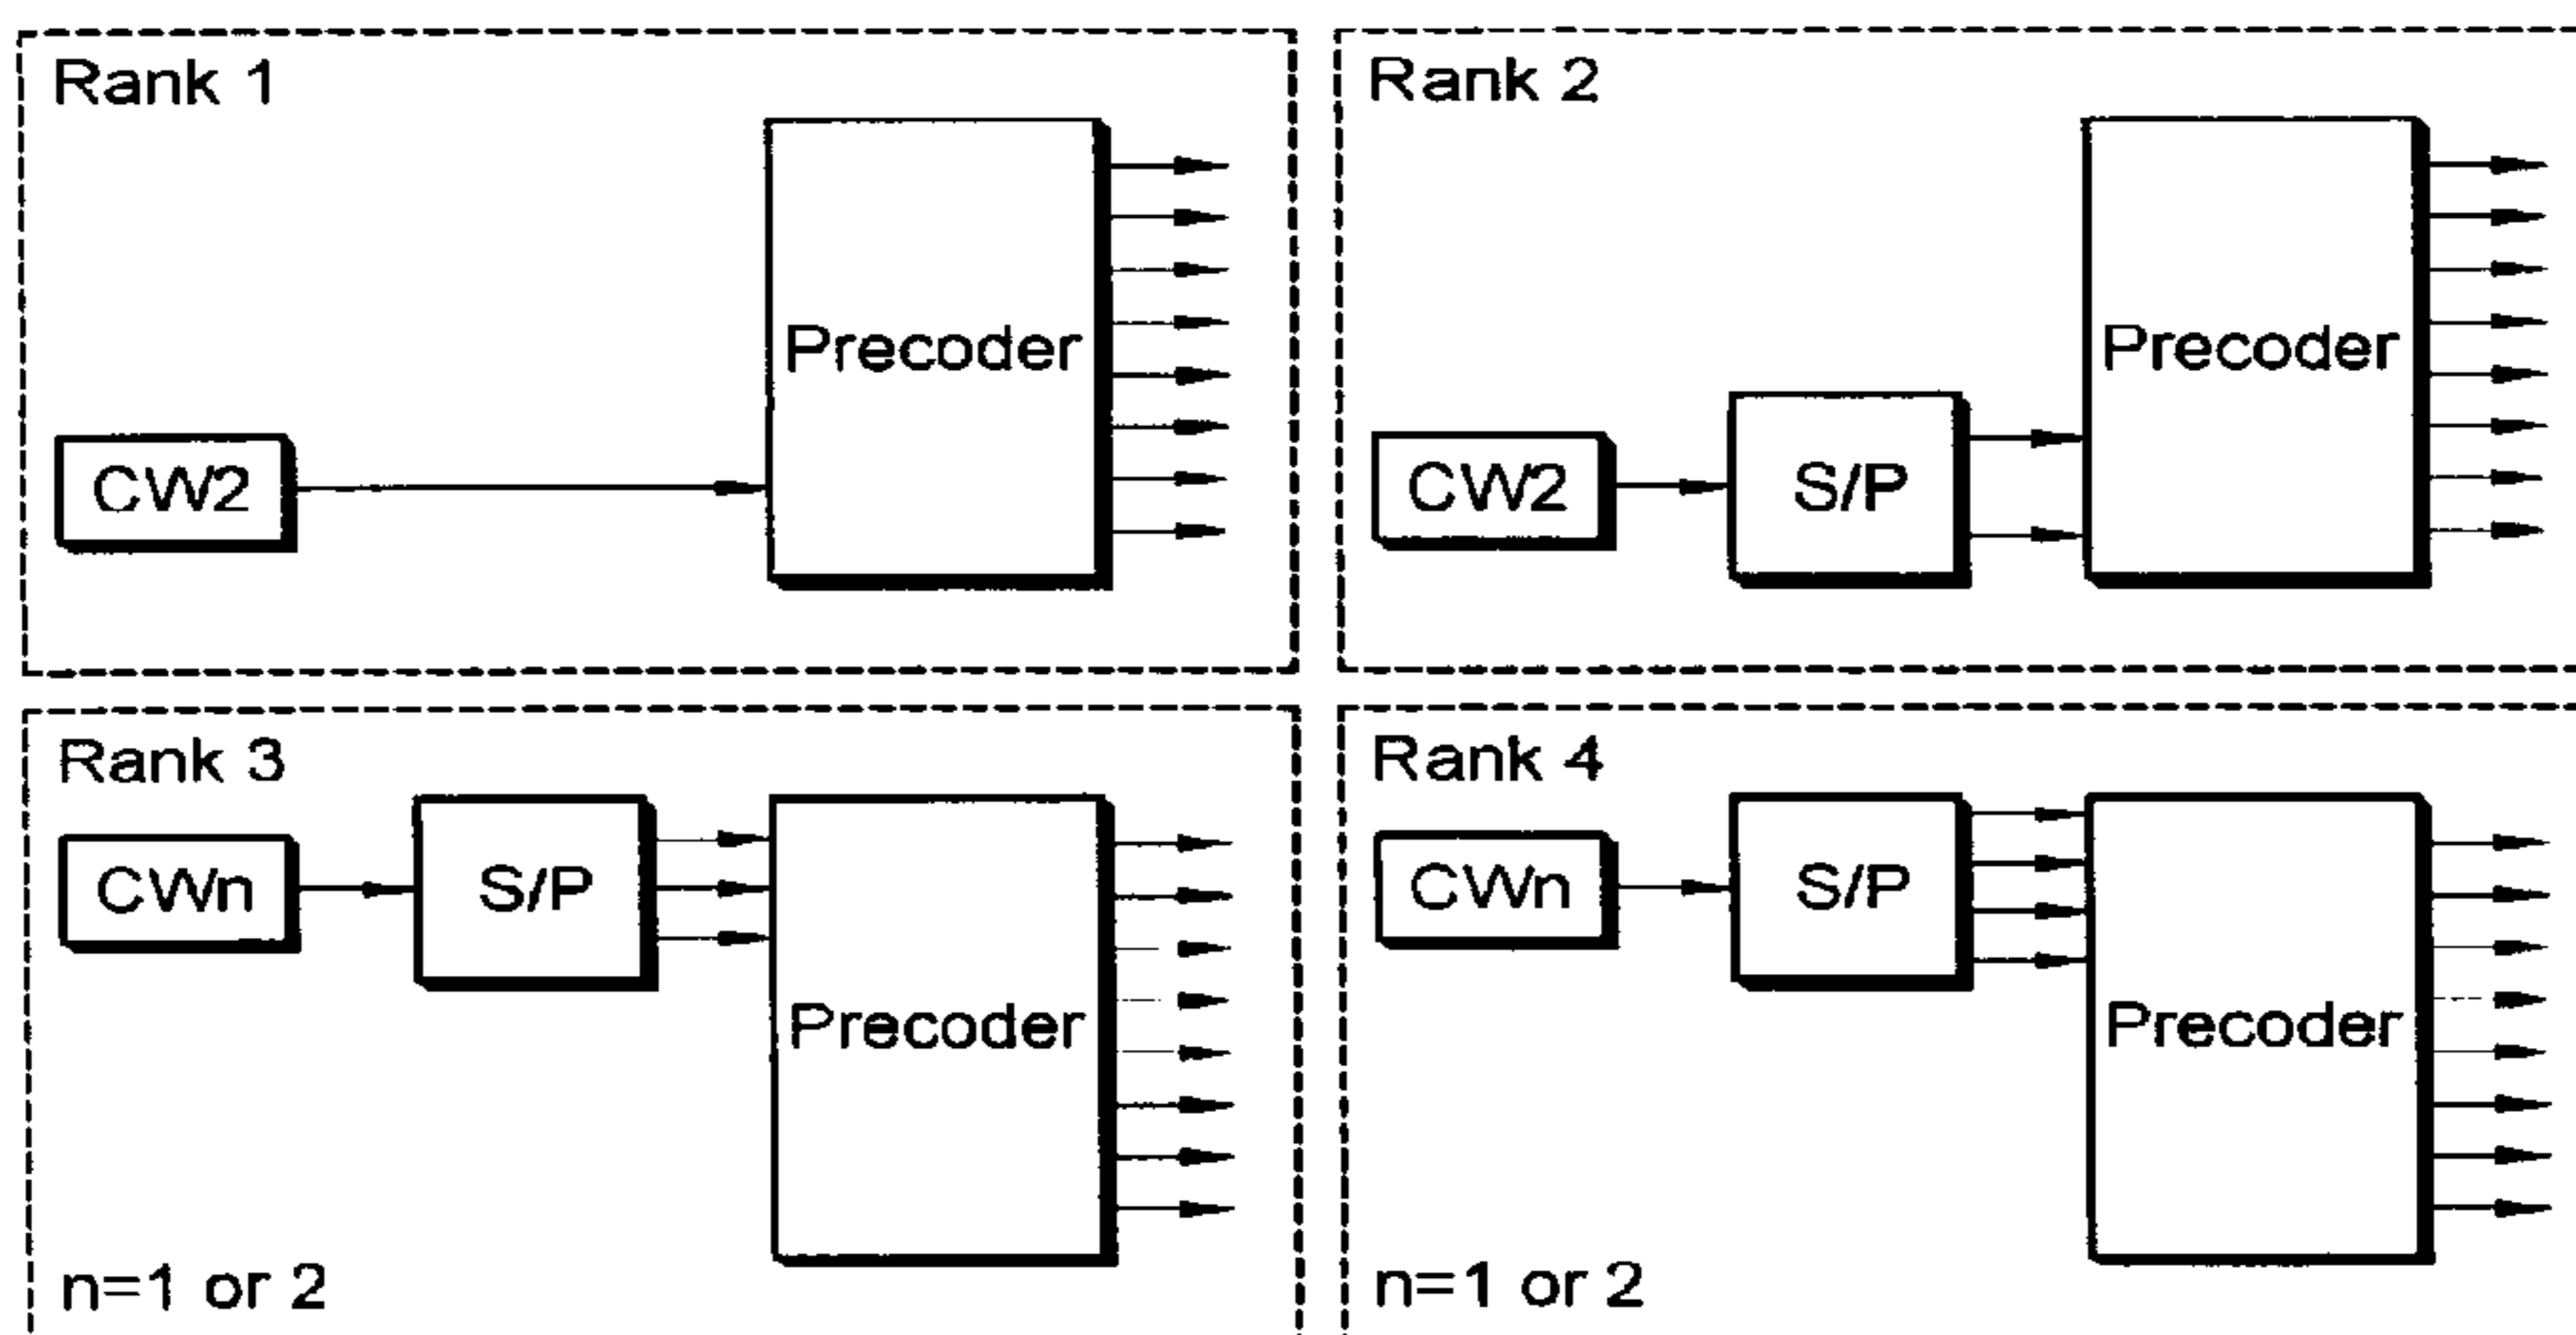 Rank 1
Precoder
CW2
Rank 2
Precoder
CW2
S/P
Rank 3
CWn
S/P
Precoder
n=1 or 2
Rank 4
CWn
S/P
Precoder
n=1 or 2